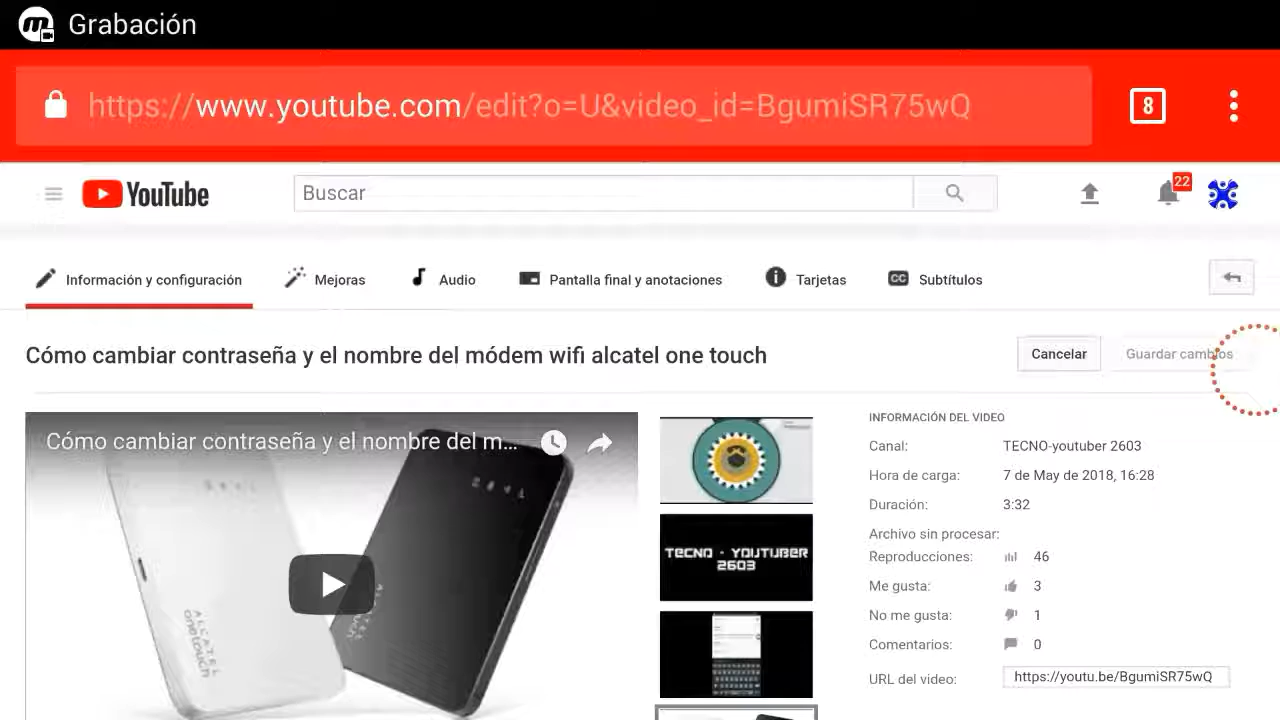 Grabación
https://www.youtube.com/edit?o=U&video_id=BgumiSR75wQ
8
YouTube
Buscar
22
Información y configuración
Mejoras
Audio
Pantalla final y anotaciones
Tarjetas
CC
Subtítulos
Cómo cambiar contraseña y el nombre del módem wifi alcatel one touch
Cancelar
Guardar cambios
Cómo cambiar contraseña y el nombre del m...
ALCATEL
onetouch
TECNO - YOUTUBER
2603
INFORMACIÓN DEL VIDEO
Canal: TECNO-youtuber 2603
Hora de carga: 7 de May de 2018, 16:28
Duración: 3:32
Archivo sin procesar:
Reproducciones: 46
Me gusta: 3
No me gusta: 1
Comentarios: 0
URL del video: https://youtu.be/BgumiSR75wQ